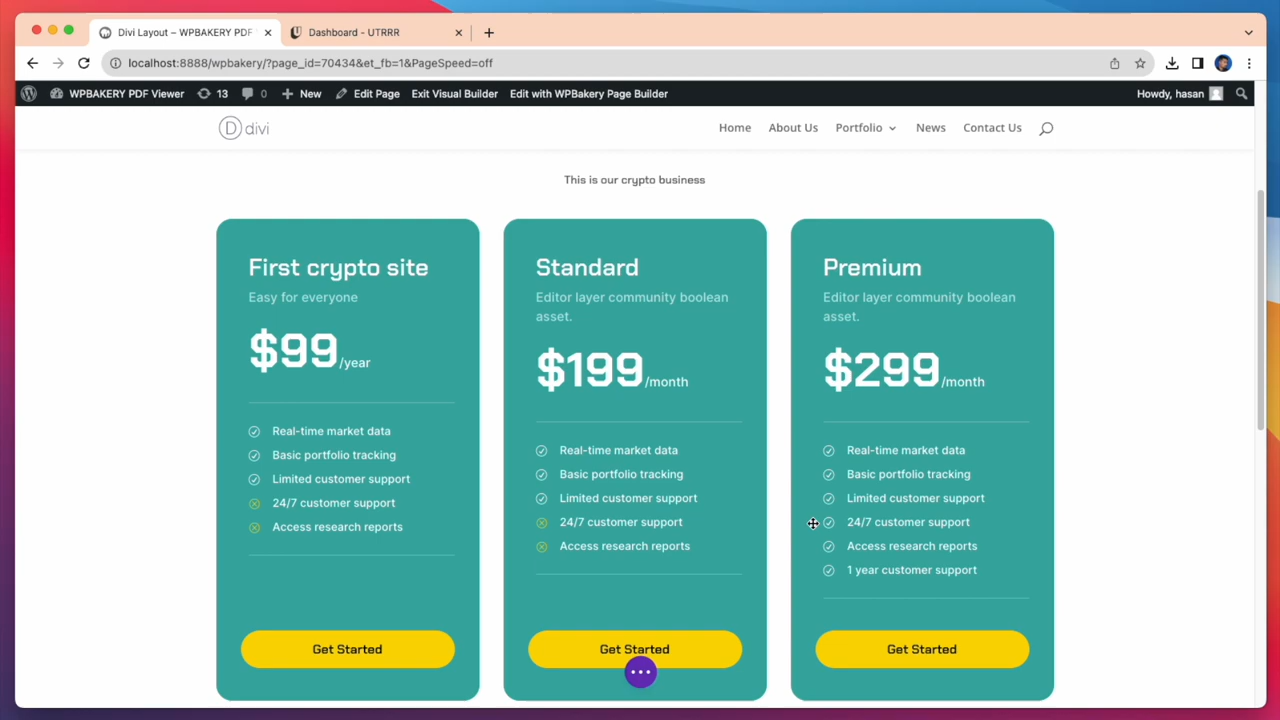 Divi Layout – WPBAKERY PDF
Dashboard - UTRRR
localhost:8888/wpbakery/?page_id=70434&et_fb=1&PageSpeed=off
WPBAKERY PDF Viewer 13 0 New Edit Page Exit Visual Builder Edit with WPBakery Page Builder Howdy, hasan
D divi Home About Us Portfolio News Contact Us
This is our crypto business
First crypto site
Easy for everyone
$99/year
Real-time market data
Basic portfolio tracking
Limited customer support
24/7 customer support
Access research reports
Get Started
Standard
Editor layer community boolean
asset.
$199/month
Real-time market data
Basic portfolio tracking
Limited customer support
24/7 customer support
Access research reports
Get Started
Premium
Editor layer community boolean
asset.
$299/month
Real-time market data
Basic portfolio tracking
Limited customer support
24/7 customer support
Access research reports
1 year customer support
Get Started